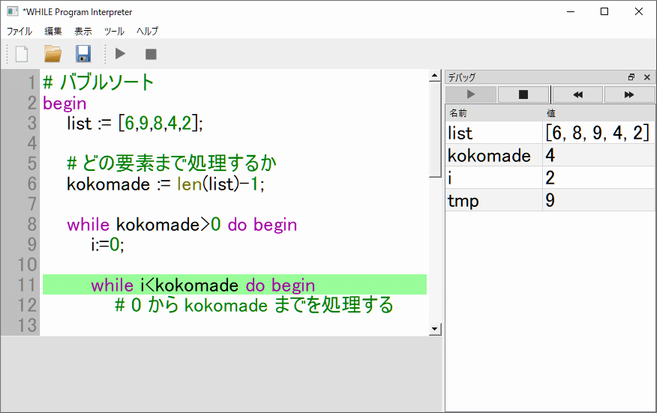 *WHILE Program Interpreter
ファイル 編集 表示 ツール ヘルプ
1 # バブルソート
2 begin
3 list := [6,9,8,4,2];
4
5 # どの要素まで処理するか
6 kokomade := len(list)-1;
7
8 while kokomade>0 do begin
9 i:=0;
10
11 while i<kokomade do begin
12 # 0 から kokomade までを処理する
13
デバッグ
名前 値
list [6, 8, 9, 4, 2]
kokomade 4
i 2
tmp 9